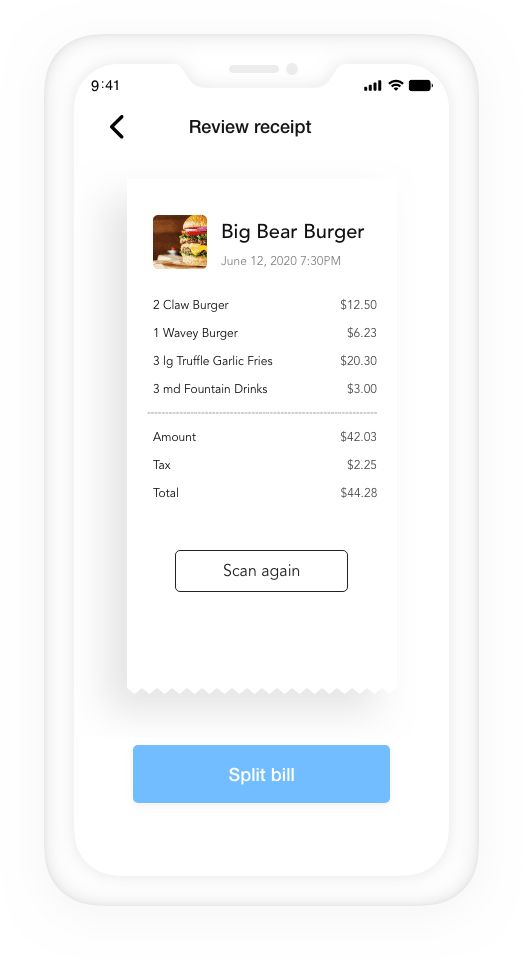 9:41
Review receipt
Big Bear Burger
June 12, 2020 7:30PM
2 Claw Burger $12.50
1 Wavey Burger $6.23
3 lg Truffle Garlic Fries $20.30
3 md Fountain Drinks $3.00
Amount $42.03
Tax $2.25
Total $44.28
Scan again
Split bill